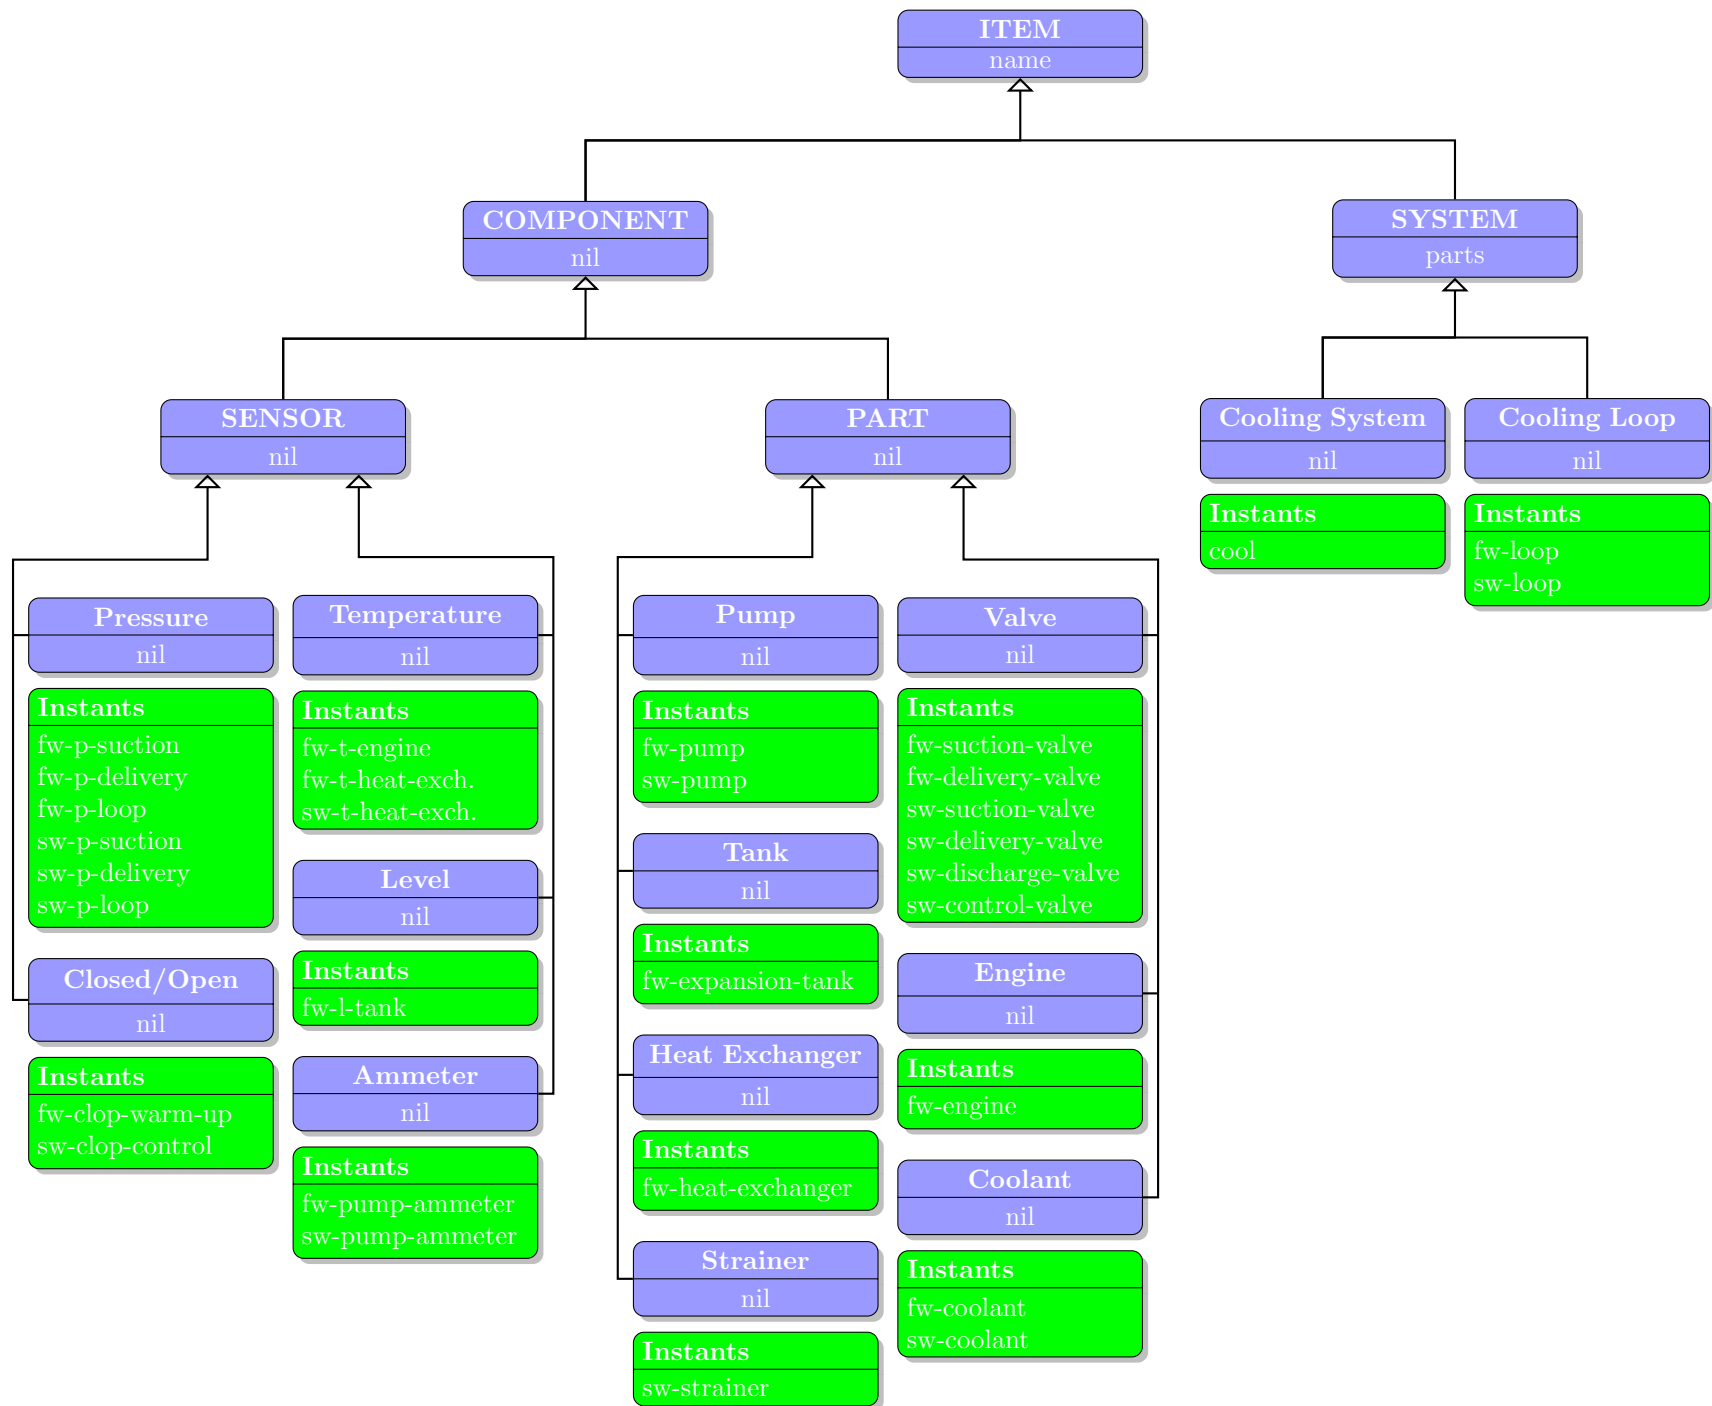 ITEM
name
COMPONENT
nil
SYSTEM
parts
SENSOR
nil
PART
nil
Cooling System
nil
Instants
cool
Cooling Loop
nil
Instants
fw-loop
sw-loop
Pressure
nil
Instants
fw-p-suction
fw-p-delivery
fw-p-loop
sw-p-suction
sw-p-delivery
sw-p-loop
Closed/Open
nil
Instants
fw-clop-warm-up
sw-clop-control
Temperature
nil
Instants
fw-t-engine
fw-t-heat-exch.
sw-t-heat-exch.
Level
nil
Instants
fw-l-tank
Ammeter
nil
Instants
fw-pump-ammeter
sw-pump-ammeter
Pump
nil
Instants
fw-pump
sw-pump
Tank
nil
Instants
fw-expansion-tank
Heat Exchanger
nil
Instants
fw-heat-exchanger
Strainer
nil
Instants
sw-strainer
Valve
nil
Instants
fw-suction-valve
fw-delivery-valve
sw-suction-valve
sw-delivery-valve
sw-discharge-valve
sw-control-valve
Engine
nil
Instants
fw-engine
Coolant
nil
Instants
fw-coolant
sw-coolant